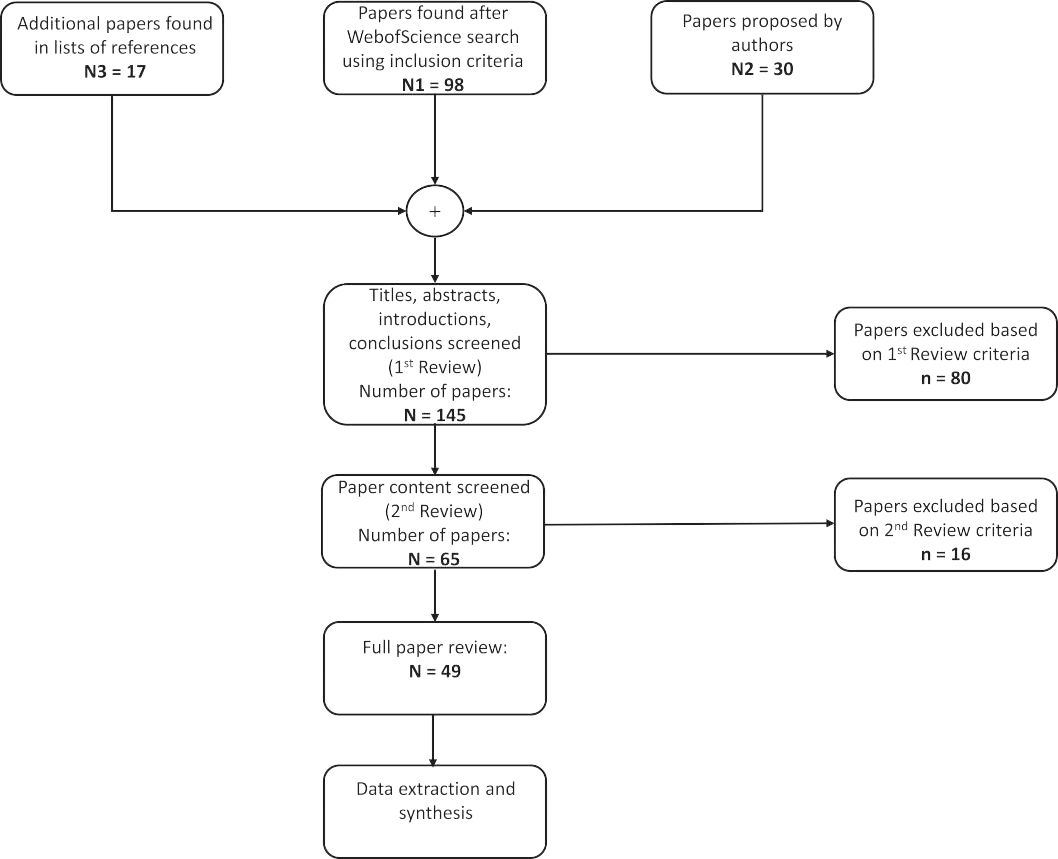 Additional papers found
in lists of references
N3 = 17
Papers found after
WebofScience search
using inclusion criteria
N1 = 98
Papers proposed by
authors
N2 = 30
+
Titles, abstracts,
introductions,
conclusions screened
(1st Review)
Number of papers:
N = 145
Papers excluded based
on 1st Review criteria
n = 80
Paper content screened
(2nd Review)
Number of papers:
N = 65
Papers excluded based
on 2nd Review criteria
n = 16
Full paper review:
N = 49
Data extraction and
synthesis